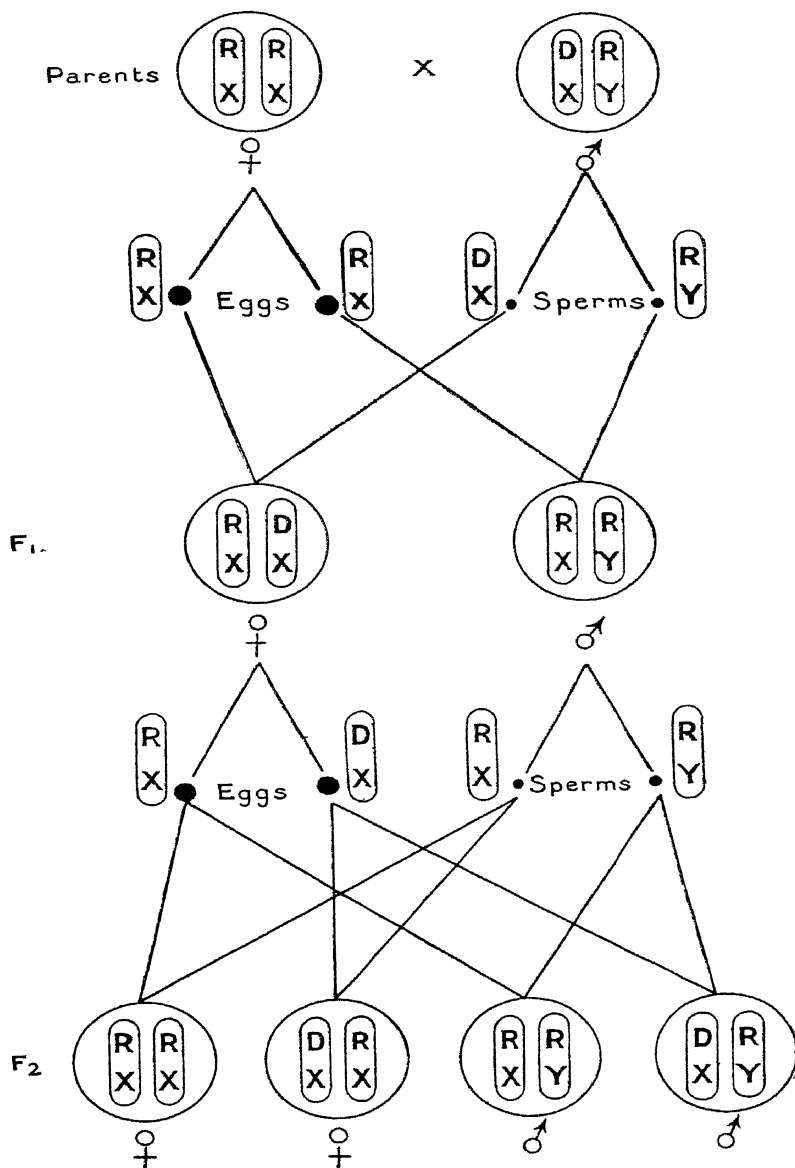 R R D R
Parents X X × X Y
♀ ♂
R R D R
X Eggs X X Sperms Y
R D R R
F1.
X X X Y
♀ ♂
R D R R
X Eggs X X Sperms Y
R R D R R R D R
F2 X X X X X Y X Y
♀ ♀ ♂ ♂